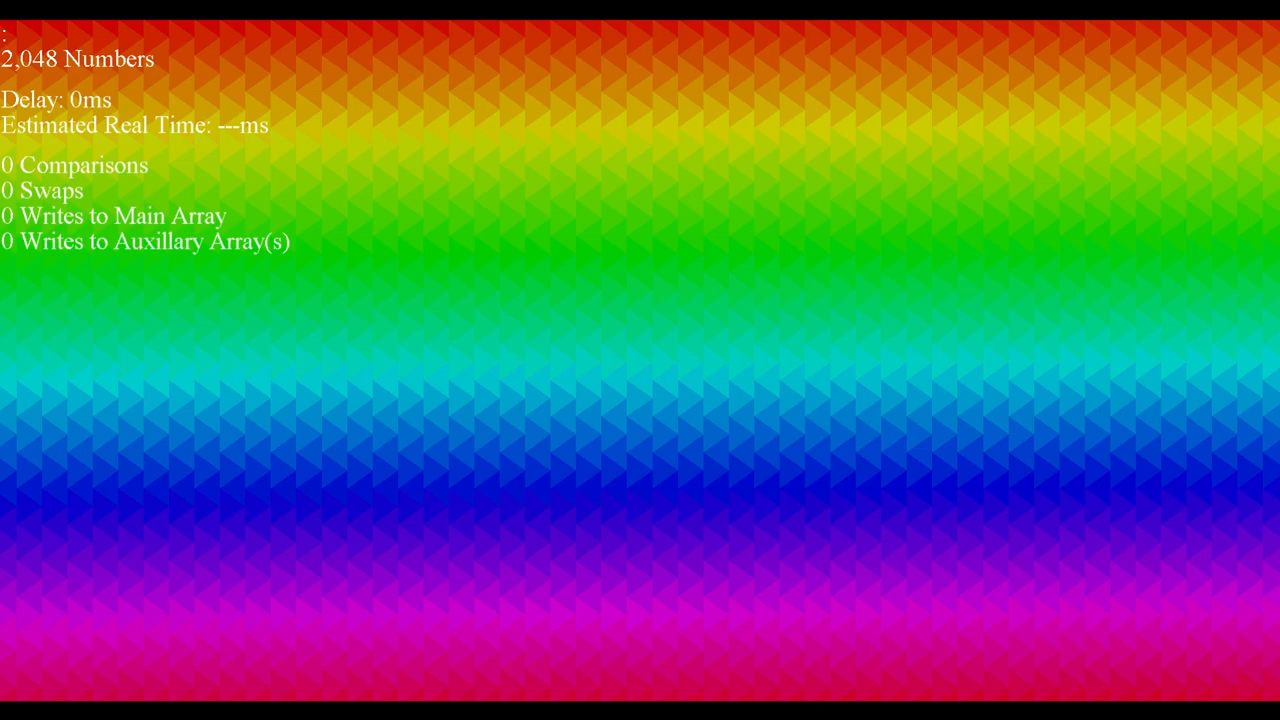 :
2,048 Numbers
Delay: 0ms
Estimated Real Time: ---ms
0 Comparisons
0 Swaps
0 Writes to Main Array
0 Writes to Auxillary Array(s)